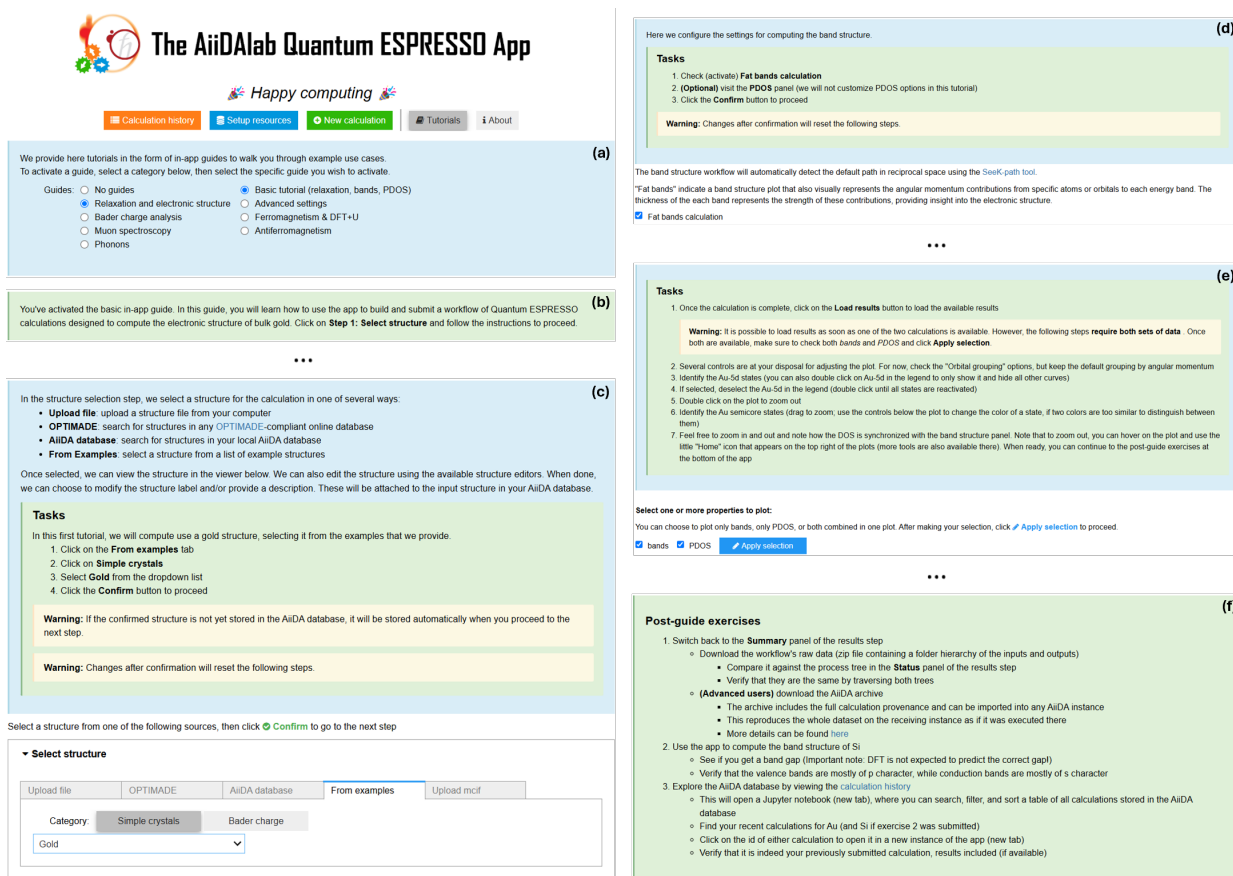 The AiiDAlab Quantum ESPRESSO App
Happy computing
Calculation history
Setup resources
New calculation
Tutorials
About
(a)
We provide here tutorials in the form of in-app guides to walk you through example use cases.
To activate a guide, select a category below, then select the specific guide you wish to activate.
Guides:
No guides
Relaxation and electronic structure
Bader charge analysis
Muon spectroscopy
Phonons
Basic tutorial (relaxation, bands, PDOS)
Advanced settings
Ferromagnetism & DFT+U
Antiferromagnetism
(b)
You've activated the basic in-app guide. In this guide, you will learn how to use the app to build and submit a workflow of Quantum ESPRESSO
calculations designed to compute the electronic structure of bulk gold. Click on Step 1: Select structure and follow the instructions to proceed.
...
(c)
In the structure selection step, we select a structure for the calculation in one of several ways:
• Upload file: upload a structure file from your computer
• OPTIMADE: search for structures in any OPTIMADE-compliant online database
• AiiDA database: search for structures in your local AiiDA database
• From Examples: select a structure from a list of example structures
Once selected, we can view the structure in the viewer below. We can also edit the structure using the available structure editors. When done,
we can choose to modify the structure label and/or provide a description. These will be attached to the input structure in your AiiDA database.
Tasks
In this first tutorial, we will compute use a gold structure, selecting it from the examples that we provide.
1. Click on the From examples tab
2. Click on Simple crystals
3. Select Gold from the dropdown list
4. Click the Confirm button to proceed
Warning: If the confirmed structure is not yet stored in the AiiDA database, it will be stored automatically when you proceed to the
next step.
Warning: Changes after confirmation will reset the following steps.
Select a structure from one of the following sources, then click Confirm to go to the next step
Select structure
Upload file
OPTIMADE
AiiDA database
From examples
Upload mcif
Category:
Simple crystals
Bader charge
Gold
(d)
Here we configure the settings for computing the band structure.
Tasks
1. Check (activate) Fat bands calculation
2. (Optional) visit the PDOS panel (we will not customize PDOS options in this tutorial)
3. Click the Confirm button to proceed
Warning: Changes after confirmation will reset the following steps.
The band structure workflow will automatically detect the default path in reciprocal space using the SeeK-path tool.
"Fat bands" indicate a band structure plot that also visually represents the angular momentum contributions from specific atoms or orbitals to each energy band. The
thickness of the each band represents the strength of these contributions, providing insight into the electronic structure.
Fat bands calculation
...
(e)
Tasks
1. Once the calculation is complete, click on the Load results button to load the available results
Warning: It is possible to load results as soon as one of the two calculations is available. However, the following steps require both sets of data . Once
both are available, make sure to check both bands and PDOS and click Apply selection.
2. Several controls are at your disposal for adjusting the plot. For now, check the "Orbital grouping" options, but keep the default grouping by angular momentum
3. Identify the Au-5d states (you can also double click on Au-5d in the legend to only show it and hide all other curves)
4. If selected, deselect the Au-5d in the legend (double click until all states are reactivated)
5. Double click on the plot to zoom out
6. Identify the Au semicore states (drag to zoom; use the controls below the plot to change the color of a state, if two colors are too similar to distinguish between
them)
7. Feel free to zoom in and out and note how the DOS is synchronized with the band structure panel. Note that to zoom out, you can hover on the plot and use the
little "Home" icon that appears on the top right of the plots (more tools are also available there). When ready, you can continue to the post-guide exercises at
the bottom of the app
Select one or more properties to plot:
You can choose to plot only bands, only PDOS, or both combined in one plot. After making your selection, click Apply selection to proceed.
bands
PDOS
Apply selection
...
(f)
Post-guide exercises
1. Switch back to the Summary panel of the results step
Download the workflow's raw data (zip file containing a folder hierarchy of the inputs and outputs)
Compare it against the process tree in the Status panel of the results step
Verify that they are the same by traversing both trees
(Advanced users) download the AiiDA archive
The archive includes the full calculation provenance and can be imported into any AiiDA instance
This reproduces the whole dataset on the receiving instance as if it was executed there
More details can be found here
2. Use the app to compute the band structure of Si
See if you get a band gap (Important note: DFT is not expected to predict the correct gap!)
Verify that the valence bands are mostly of p character, while conduction bands are mostly of s character
3. Explore the AiiDA database by viewing the calculation history
This will open a Jupyter notebook (new tab), where you can search, filter, and sort a table of all calculations stored in the AiiDA
database
Find your recent calculations for Au (and Si if exercise 2 was submitted)
Click on the id of either calculation to open it in a new instance of the app (new tab)
Verify that it is indeed your previously submitted calculation, results included (if available)